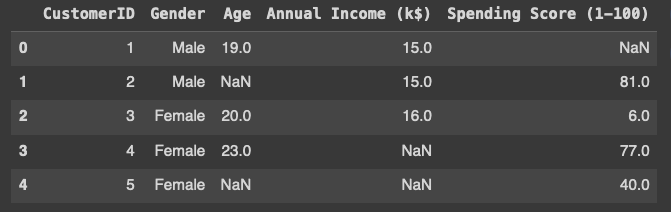 CustomerID Gender Age Annual Income (k$) Spending Score (1-100)
0 1 Male 19.0 15.0 NaN
1 2 Male NaN 15.0 81.0
2 3 Female 20.0 16.0 6.0
3 4 Female 23.0 NaN 77.0
4 5 Female NaN NaN 40.0